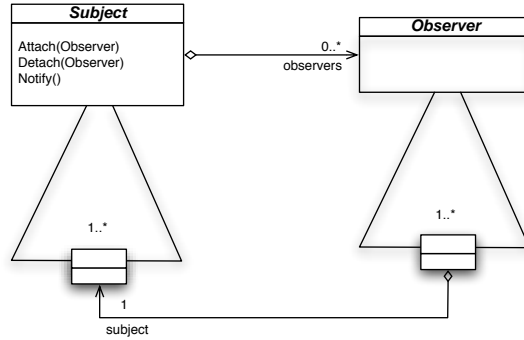 Subject
Attach(Observer)
Detach(Observer)
Notify()
Observer
0..*
observers
1..*
1..*
1
subject